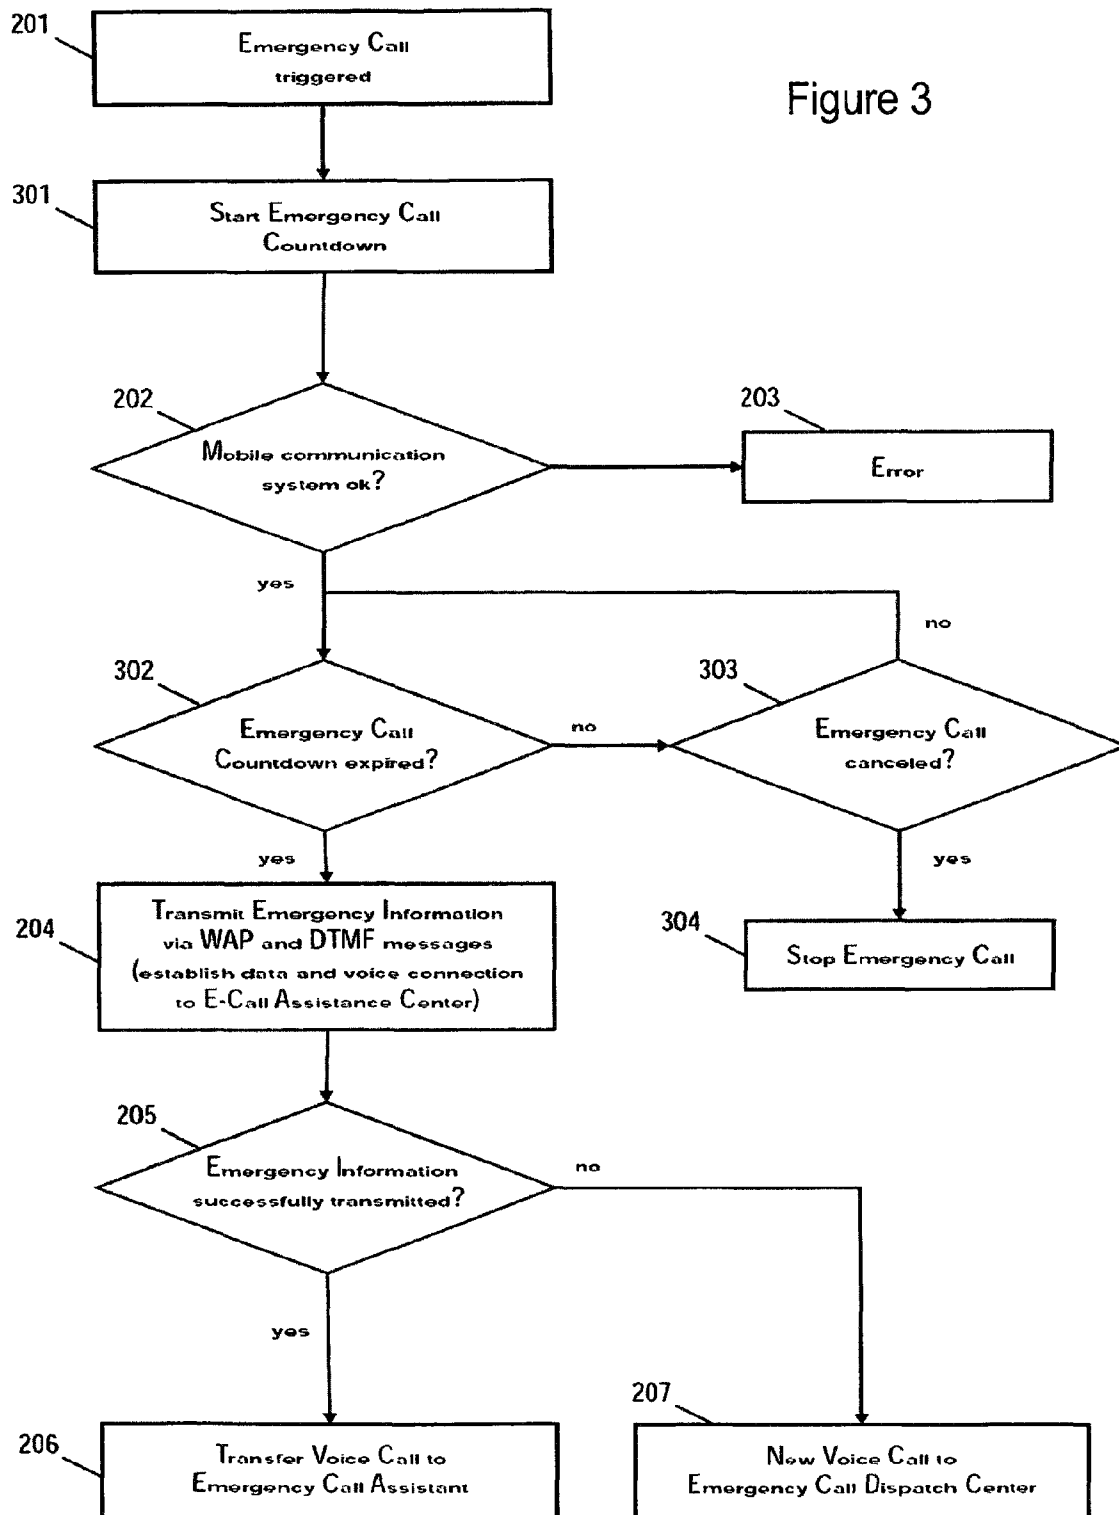 201
Emergency Call
triggered
Figure 3
301
Start Emergency Call
Countdown
202
Mobile communication
system ok?
203
Error
yes
no
302
Emergency Call
Countdown expired?
no
303
Emergency Call
canceled?
yes
yes
204
Transmit Emergency Information
via WAP and DTMF messages
(establish data and voice connection
to E-Call Assistance Center)
304
Stop Emergency Call
205
Emergency Information
successfully transmitted?
no
yes
206
Transfer Voice Call to
Emergency Call Assistant
207
New Voice Call to
Emergency Call Dispatch Center